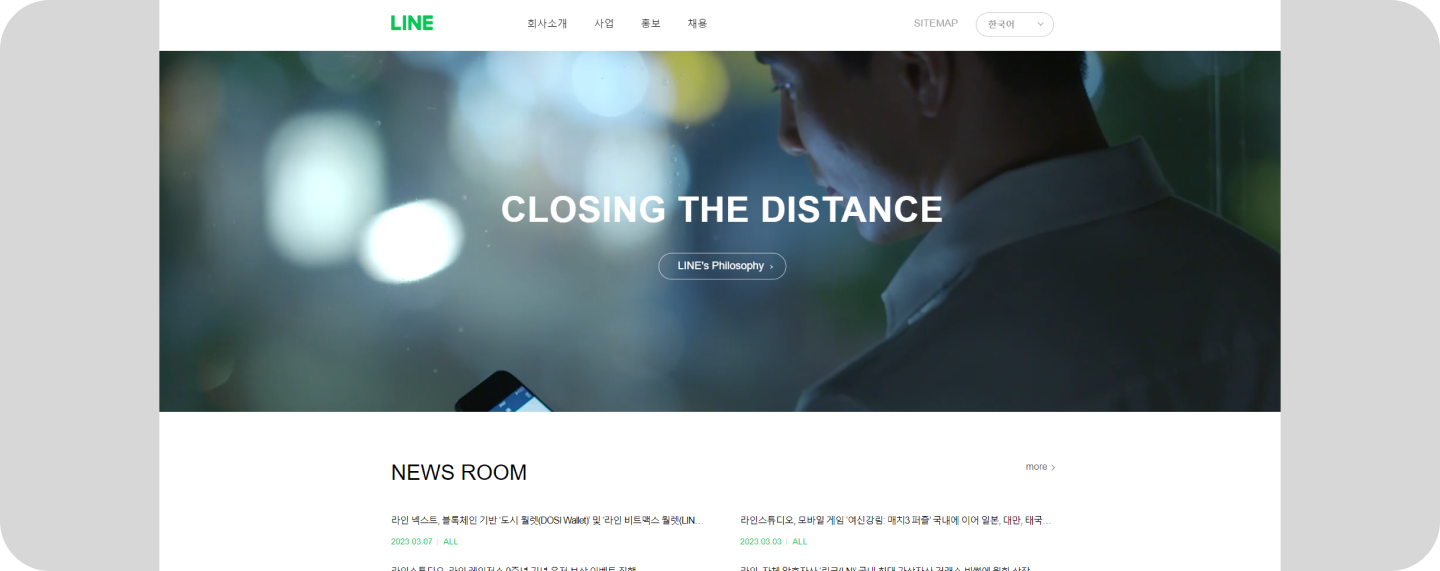 LINE
회사소개 사업 홍보 채용
SITEMAP 한국어
CLOSING THE DISTANCE
LINE's Philosophy
NEWS ROOM
more
라인 넥스트, 블록체인 기반 '도시 월렛(DOSI Wallet)' 및 '라인 비트맥스 월렛(LIN...
2023.03.07 | ALL
라인스튜디오, 모바일 게임 '여신강림: 매치3 퍼즐' 국내에 이어 일본, 대만, 태국...
2023.03.03 | ALL